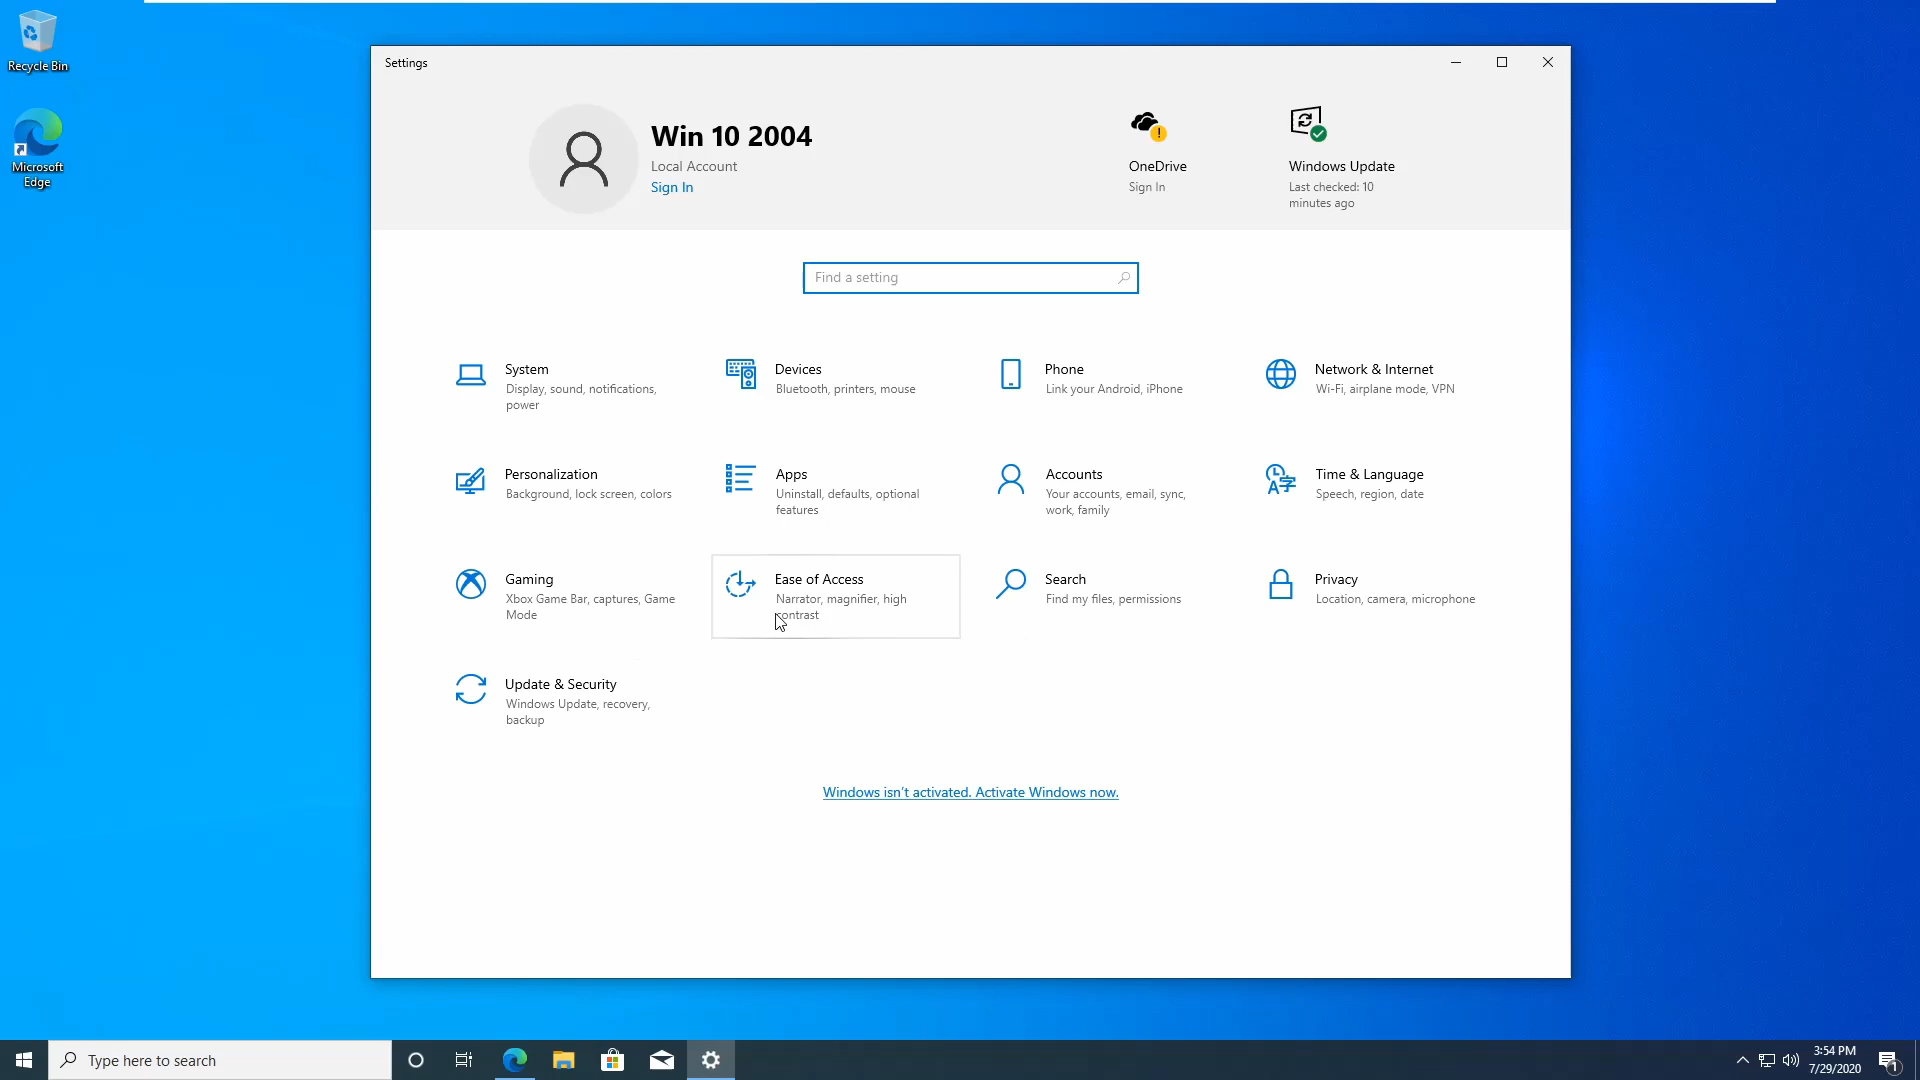 Recycle Bin
Microsoft
Edge
Settings
Win 10 2004
Local Account
Sign In
OneDrive
Sign In
Windows Update
Last checked: 10
minutes ago
Find a setting
System
Display, sound, notifications,
power
Devices
Bluetooth, printers, mouse
Phone
Link your Android, iPhone
Network & Internet
Wi-Fi, airplane mode, VPN
Personalization
Background, lock screen, colors
Apps
Uninstall, defaults, optional
features
Accounts
Your accounts, email, sync,
work, family
Time & Language
Speech, region, date
Gaming
Xbox Game Bar, captures, Game
Mode
Ease of Access
Narrator, magnifier, high
contrast
Search
Find my files, permissions
Privacy
Location, camera, microphone
Update & Security
Windows Update, recovery,
backup
Windows isn't activated. Activate Windows now.
Type here to search
3:54 PM
7/29/2020
1